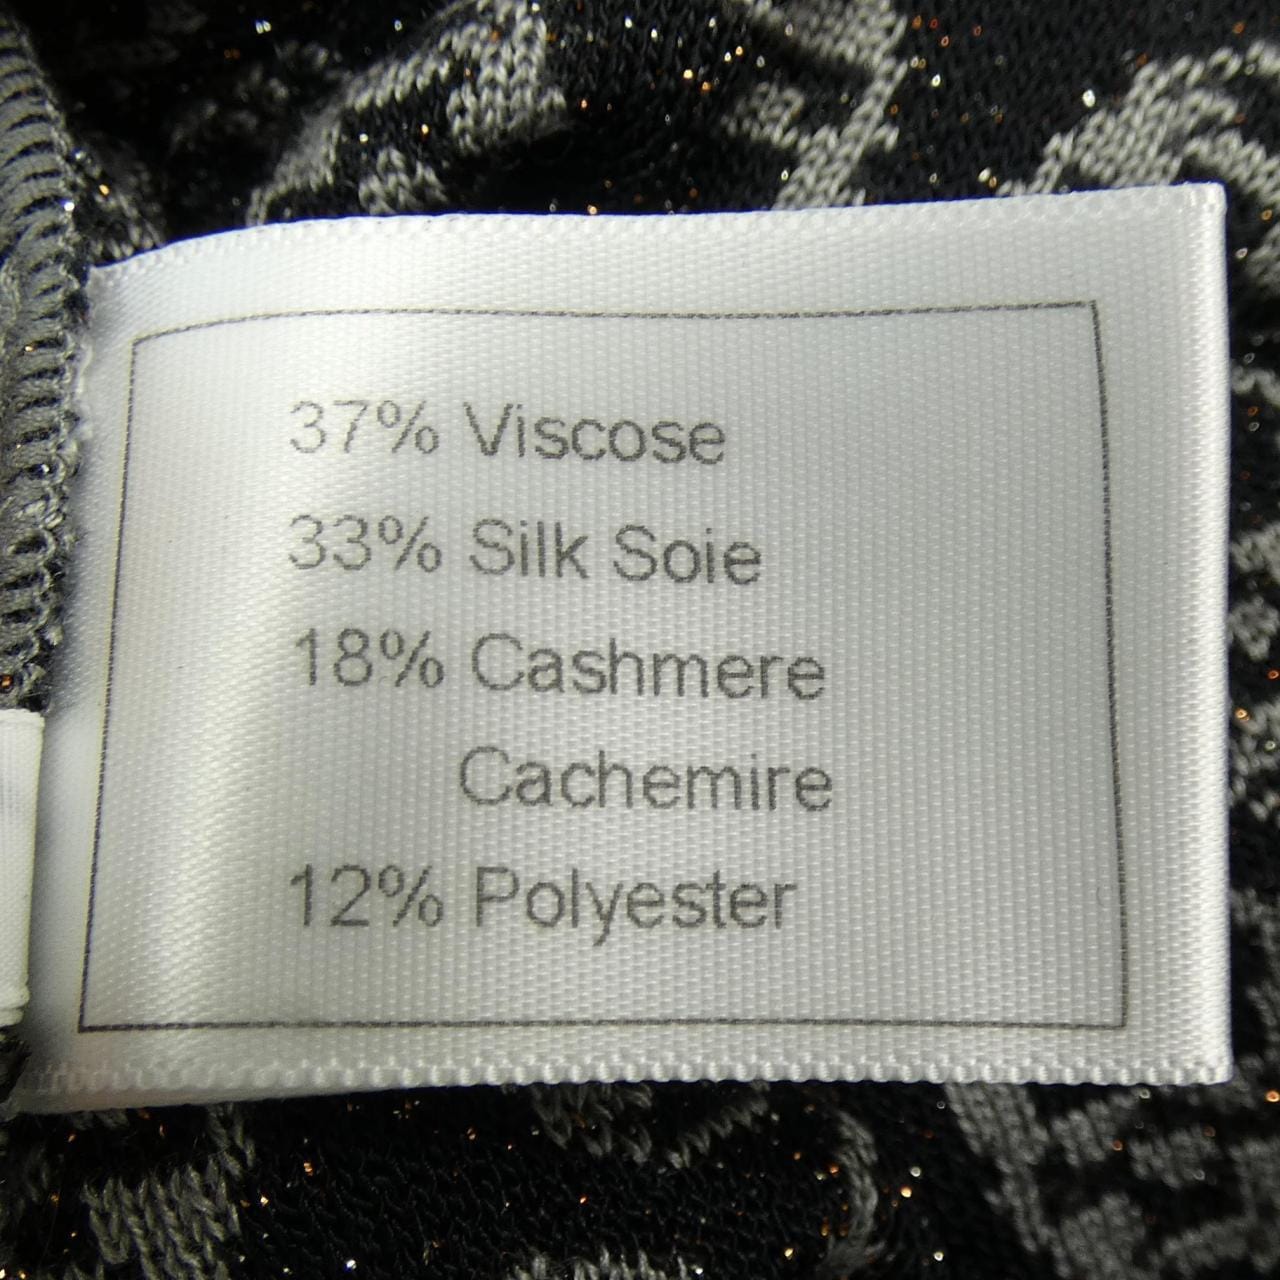 37% Viscose
33% Silk Soie
18% Cashmere
Cachemire
12% Polyester